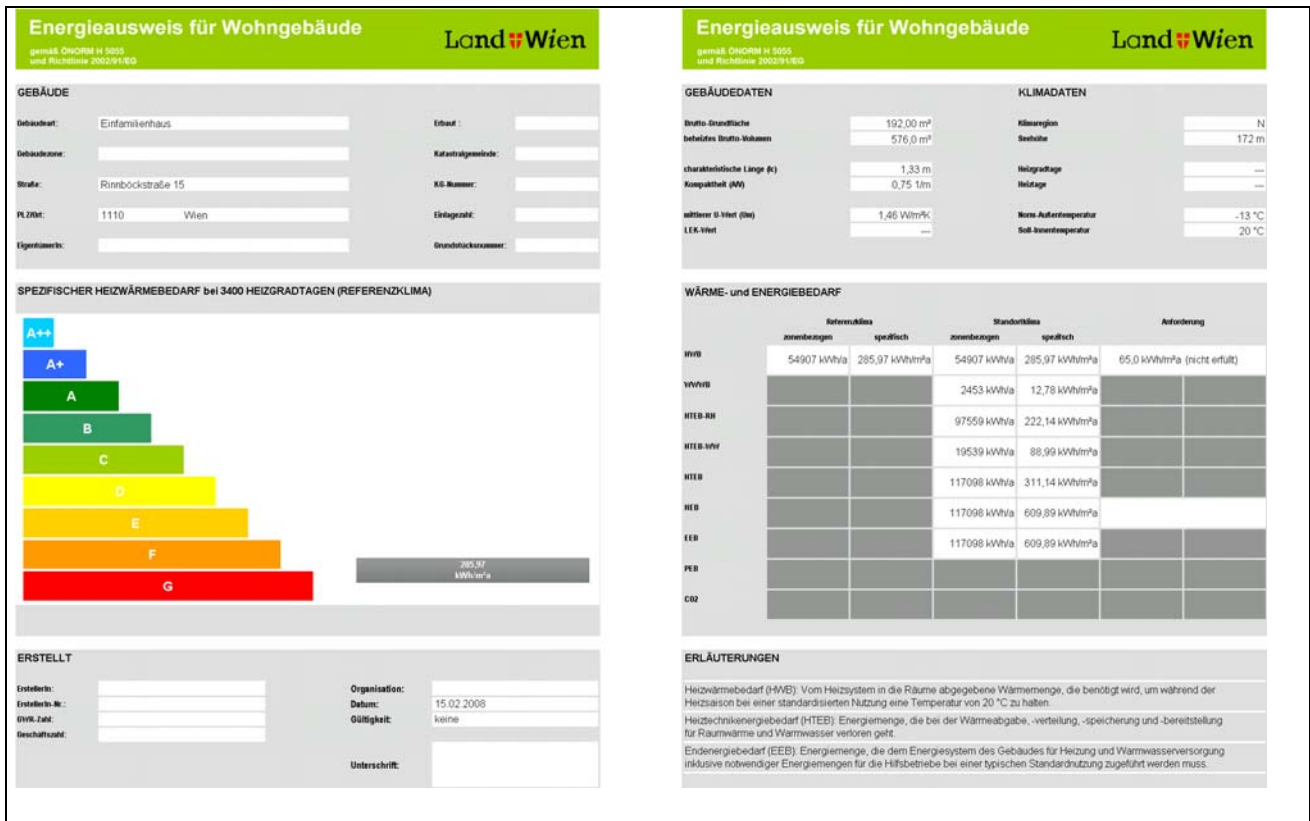 Energieausweis für Wohngebäude
gemäß ÖNORM H 5055
und Richtlinie 2002/91/EG
Land Wien
GEBÄUDE
Gebäudeart: Einfamilienhaus Erbaut :
Gebäudezone: Katastralgemeinde:
Straße: Rinnböckstraße 15 KG-Nummer:
PLZ/Ort: 1110 Wien Einlagezahl:
EigentümerIn: Grundstücksnummer:
SPEZIFISCHER HEIZWÄRMEBEDARF bei 3400 HEIZGRADTAGEN (REFERENZKLIMA)
A++
A+
A
B
C
D
E
F
G
285,97
kWh/m²a
ERSTELLT
ErstellerIn: Organisation:
ErstellerIn-Nr.: Datum: 15.02.2008
GWR-Zahl: Gültigkeit: keine
Geschäftszahl:
Unterschrift:
Energieausweis für Wohngebäude
gemäß ÖNORM H 5055
und Richtlinie 2002/91/EG
Land Wien
GEBÄUDEDATEN KLIMADATEN
Brutto-Grundfläche 192,00 m² Klimaregion N
beheiztes Brutto-Volumen 576,0 m³ Seehöhe 172 m
charakteristische Länge (lc) 1,33 m Heizgradtage ---
Kompaktheit (A/V) 0,75 1/m Heiztage ---
mittlerer U-Wert (Um) 1,46 W/m²K Norm-Außentemperatur -13 °C
LEK-Wert --- Soll-Innentemperatur 20 °C
WÄRME- und ENERGIEBEDARF
Referenzklima Standortklima Anforderung
zonenbezogen spezifisch zonenbezogen spezifisch
HWB 54907 kWh/a 285,97 kWh/m²a 54907 kWh/a 285,97 kWh/m²a 65,0 kWh/m²a (nicht erfüllt)
WWWB 2453 kWh/a 12,78 kWh/m²a
HTEB-RH 97559 kWh/a 222,14 kWh/m²a
HTEB-WW 19539 kWh/a 88,99 kWh/m²a
HTEB 117098 kWh/a 311,14 kWh/m²a
HEB 117098 kWh/a 609,89 kWh/m²a
EEB 117098 kWh/a 609,89 kWh/m²a
PEB
CO2
ERLÄUTERUNGEN
Heizwärmebedarf (HWB): Vom Heizsystem in die Räume abgegebene Wärmemenge, die benötigt wird, um während der
Heizsaison bei einer standardisierten Nutzung eine Temperatur von 20 °C zu halten.
Heiztechnikenergiebedarf (HTEB): Energiemenge, die bei der Wärmeabgabe, -verteilung, -speicherung und -bereitstellung
für Raumwärme und Warmwasser verloren geht.
Endenergiebedarf (EEB): Energiemenge, die dem Energiesystem des Gebäudes für Heizung und Warmwasserversorgung
inklusive notwendiger Energiemengen für die Hilfsbetriebe bei einer typischen Standardnutzung zugeführt werden muss.